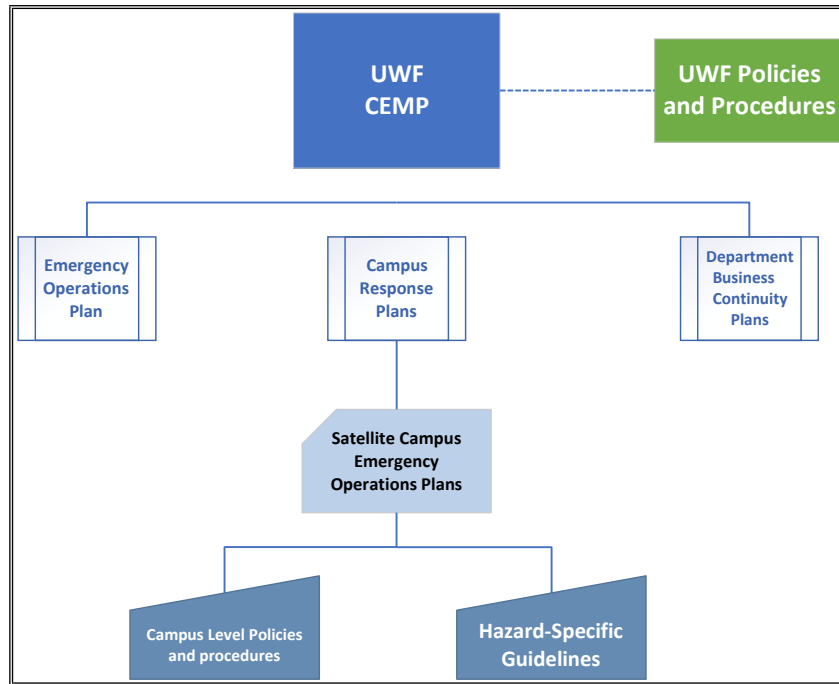 UWF
CEMP
UWF Policies
and Procedures
Emergency
Operations
Plan
Campus
Response
Plans
Department
Business
Continuity
Plans
Satellite Campus
Emergency
Operations Plans
Campus Level Policies
and procedures
Hazard-Specific
Guidelines